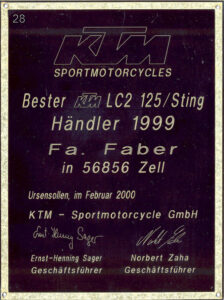 28
KTM
SPORTMOTORCYCLES
Bester KTM LC2 125/Sting
Händler 1999
Fa. Faber
in 56856 Zell
Ursensollen, im Februar 2000
KTM - Sportmotorcycle GmbH
Ernst-Henning Sager Norbert Zaha
Geschäftsführer Geschäftsführer